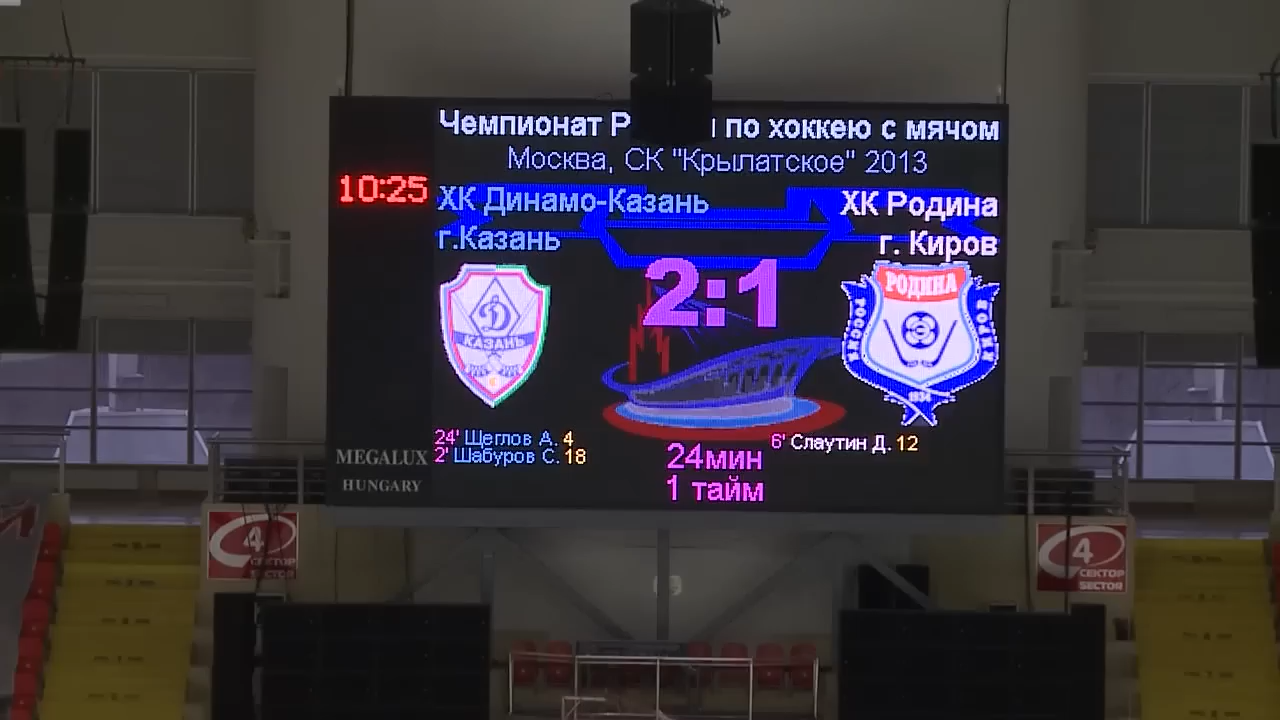 Чемпионат Р и по хоккею с мячом
Москва, СК "Крылатское" 2013
10:25
ХК Динамо-Казань
ХК Родина
г.Казань
г. Киров
2:1
КАЗАНЬ
РОДИНА
1934
24' Щеглов А. 4
2' Шабуров С. 18
6' Слаутин Д. 12
24мин
1 тайм
MEGALUX
HUNGARY
4
СЕКТОР
SECTOR
4
СЕКТОР
SECTOR